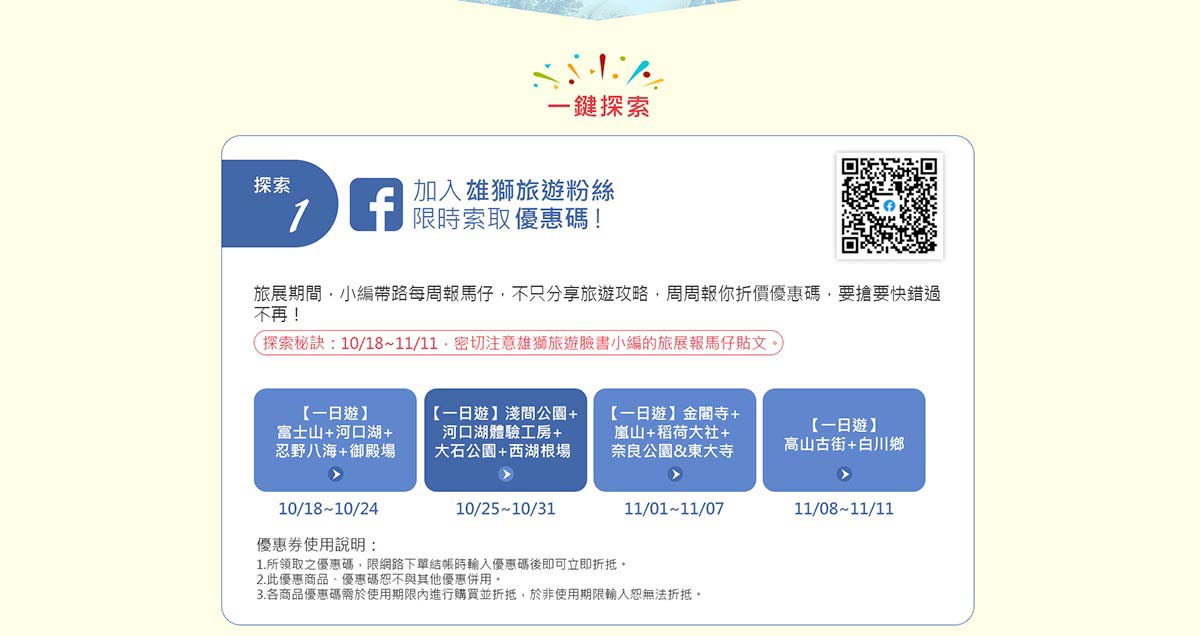 一鍵探索
探索
1
加入雄獅旅遊粉絲
限時索取優惠碼！
旅展期間，小編帶路每周報馬仔，不只分享旅遊攻略，周周報你折價優惠碼，要搶要快錯過
不再！
探索秘訣：10/18~11/11，密切注意雄獅旅遊臉書小編的旅展報馬仔貼文。
【一日遊】
富士山+河口湖+
忍野八海+御殿場
10/18~10/24
【一日遊】淺間公園+
河口湖體驗工房+
大石公園+西湖根場
10/25~10/31
【一日遊】金閣寺+
嵐山+稻荷大社+
奈良公園&東大寺
11/01~11/07
【一日遊】
高山古街+白川鄉
11/08~11/11
優惠券使用說明：
1.所領取之優惠碼，限網路下單結帳時輸入優惠碼後即可立即折抵。
2.此優惠商品、優惠碼恕不與其他優惠併用。
3.各商品優惠碼需於使用期限內進行購買並折抵，於非使用期限輸入恕無法折抵。